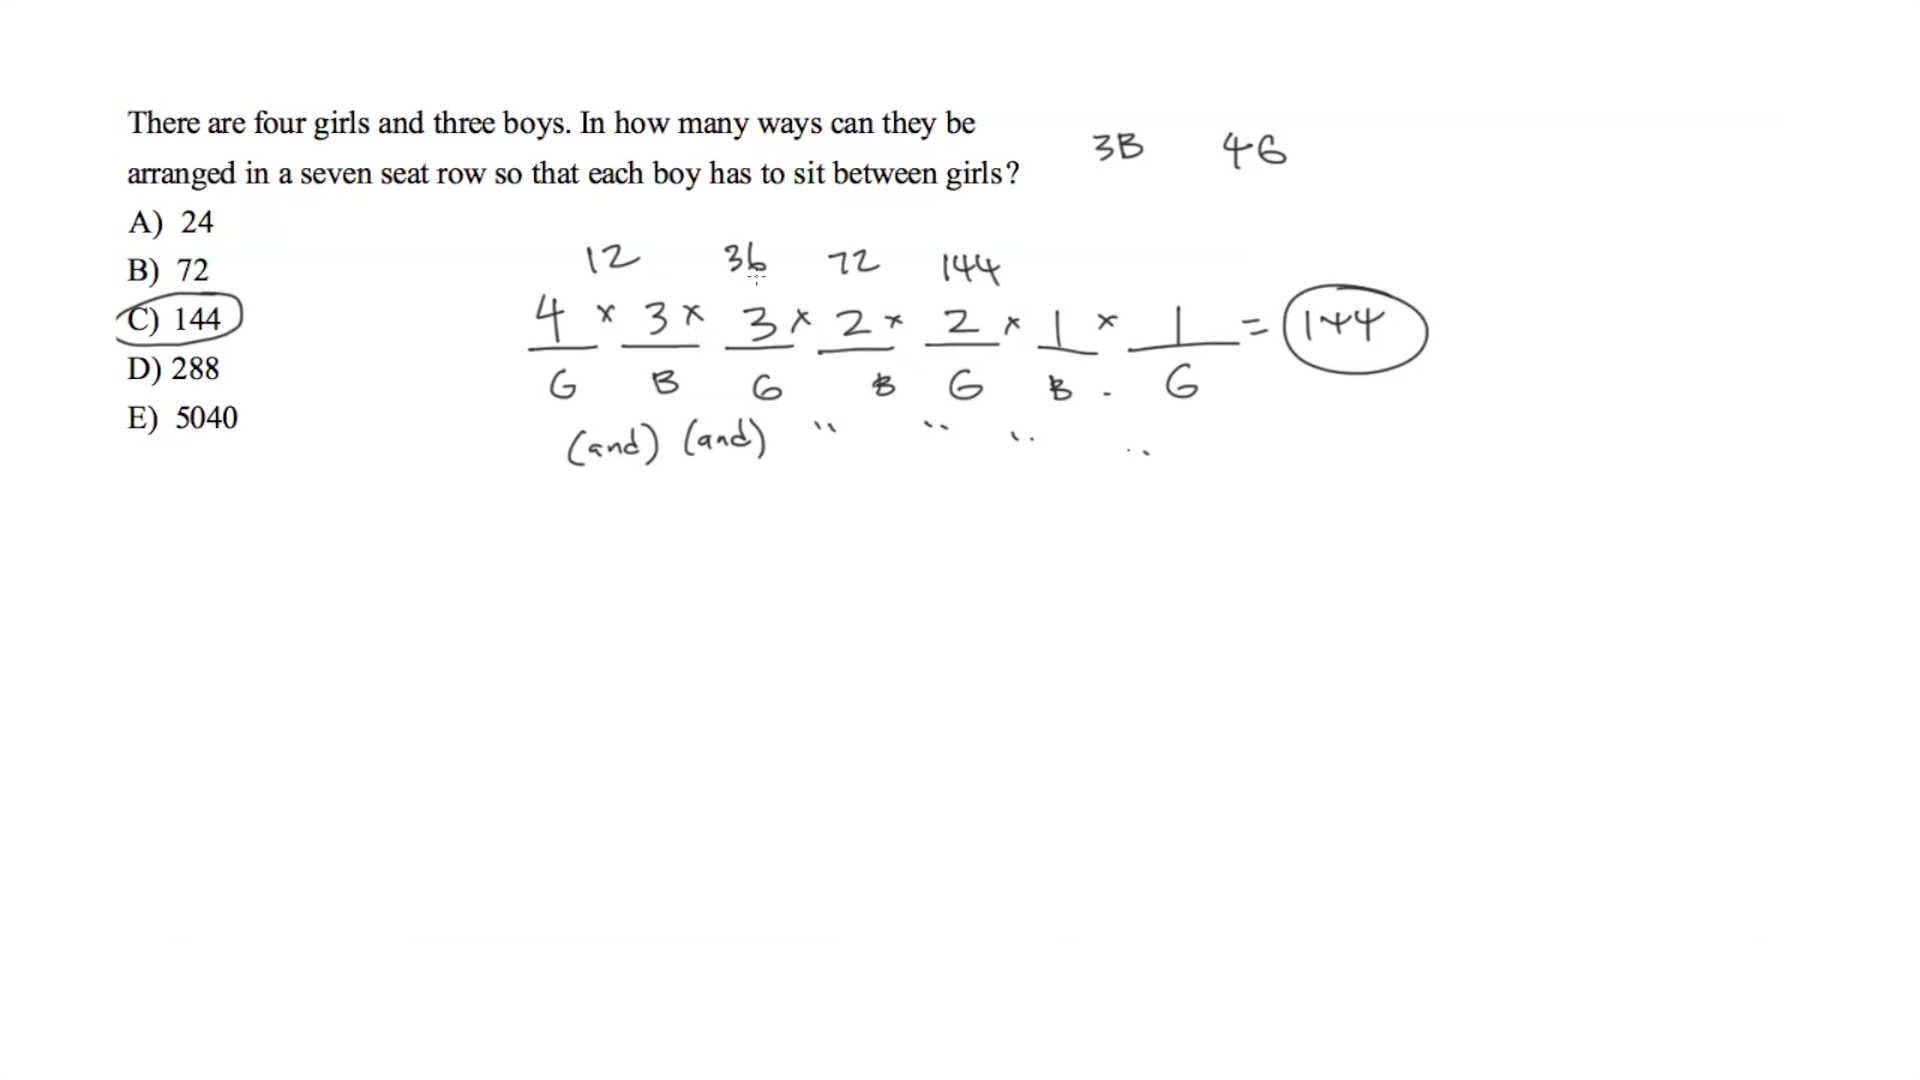 There are four girls and three boys. In how many ways can they be
arranged in a seven seat row so that each boy has to sit between girls?
3B 4G
A) 24
B) 72
C) 144
D) 288
E) 5040
12 36 72 144
4 × 3 × 3 × 2 × 2 × 1 × 1 = 144
G B G B G B . G
(and) (and) " " " "